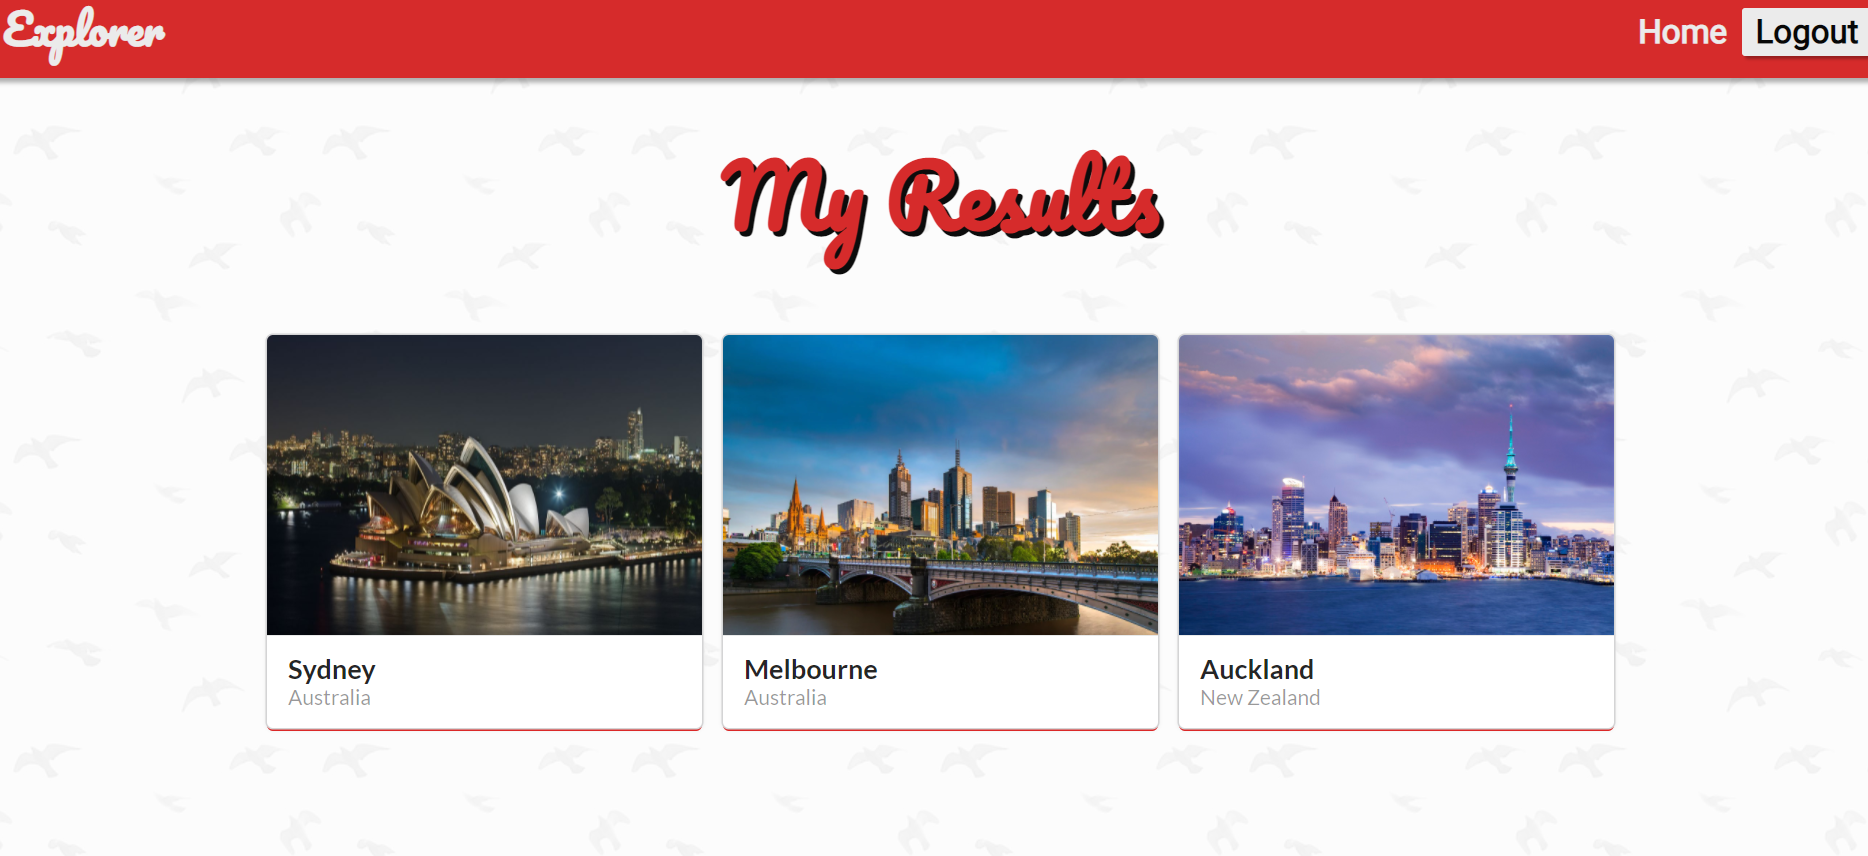 Explorer
Home Logout
My Results
Sydney
Australia
Melbourne
Australia
Auckland
New Zealand